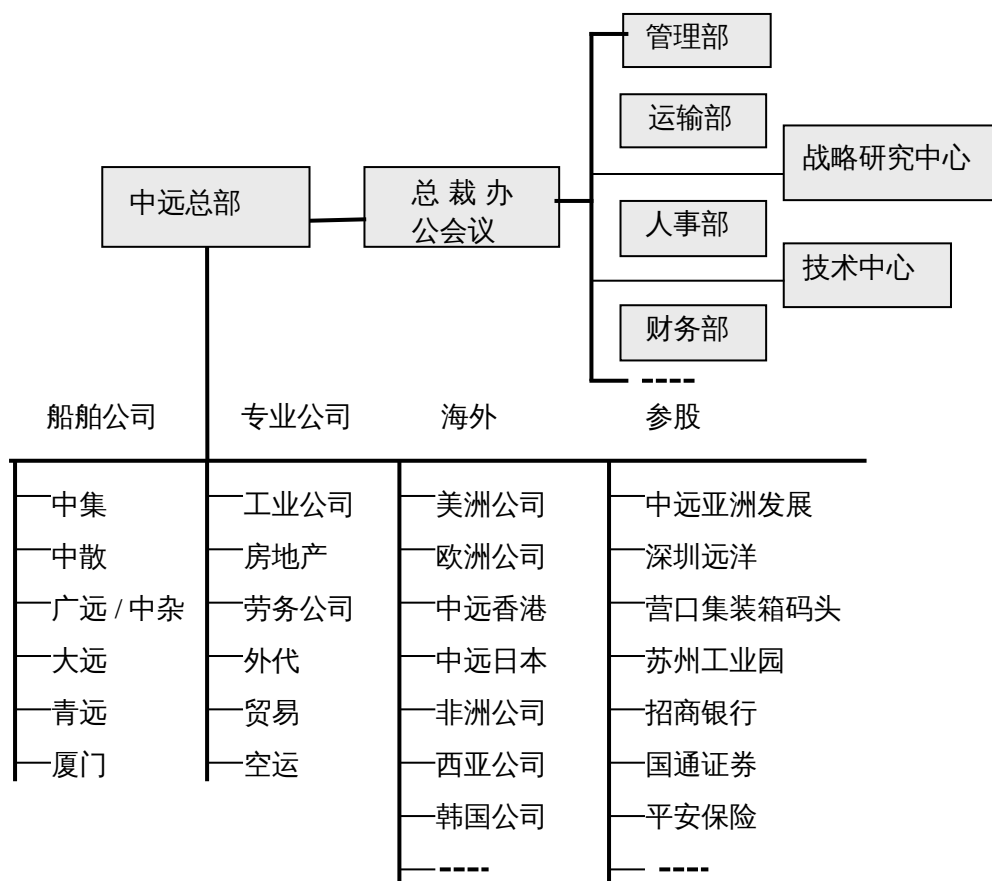 管理部
运输部
战略研究中心
中远总部
总 裁 办
公会议
人事部
技术中心
财务部
船舶公司
专业公司
海外
参股
中集
工业公司
美洲公司
中远亚洲发展
中散
房地产
欧洲公司
深圳远洋
广远 / 中杂
劳务公司
中远香港
营口集装箱码头
大远
外代
中远日本
苏州工业园
青远
贸易
非洲公司
招商银行
厦门
空运
西亚公司
国通证券
韩国公司
平安保险